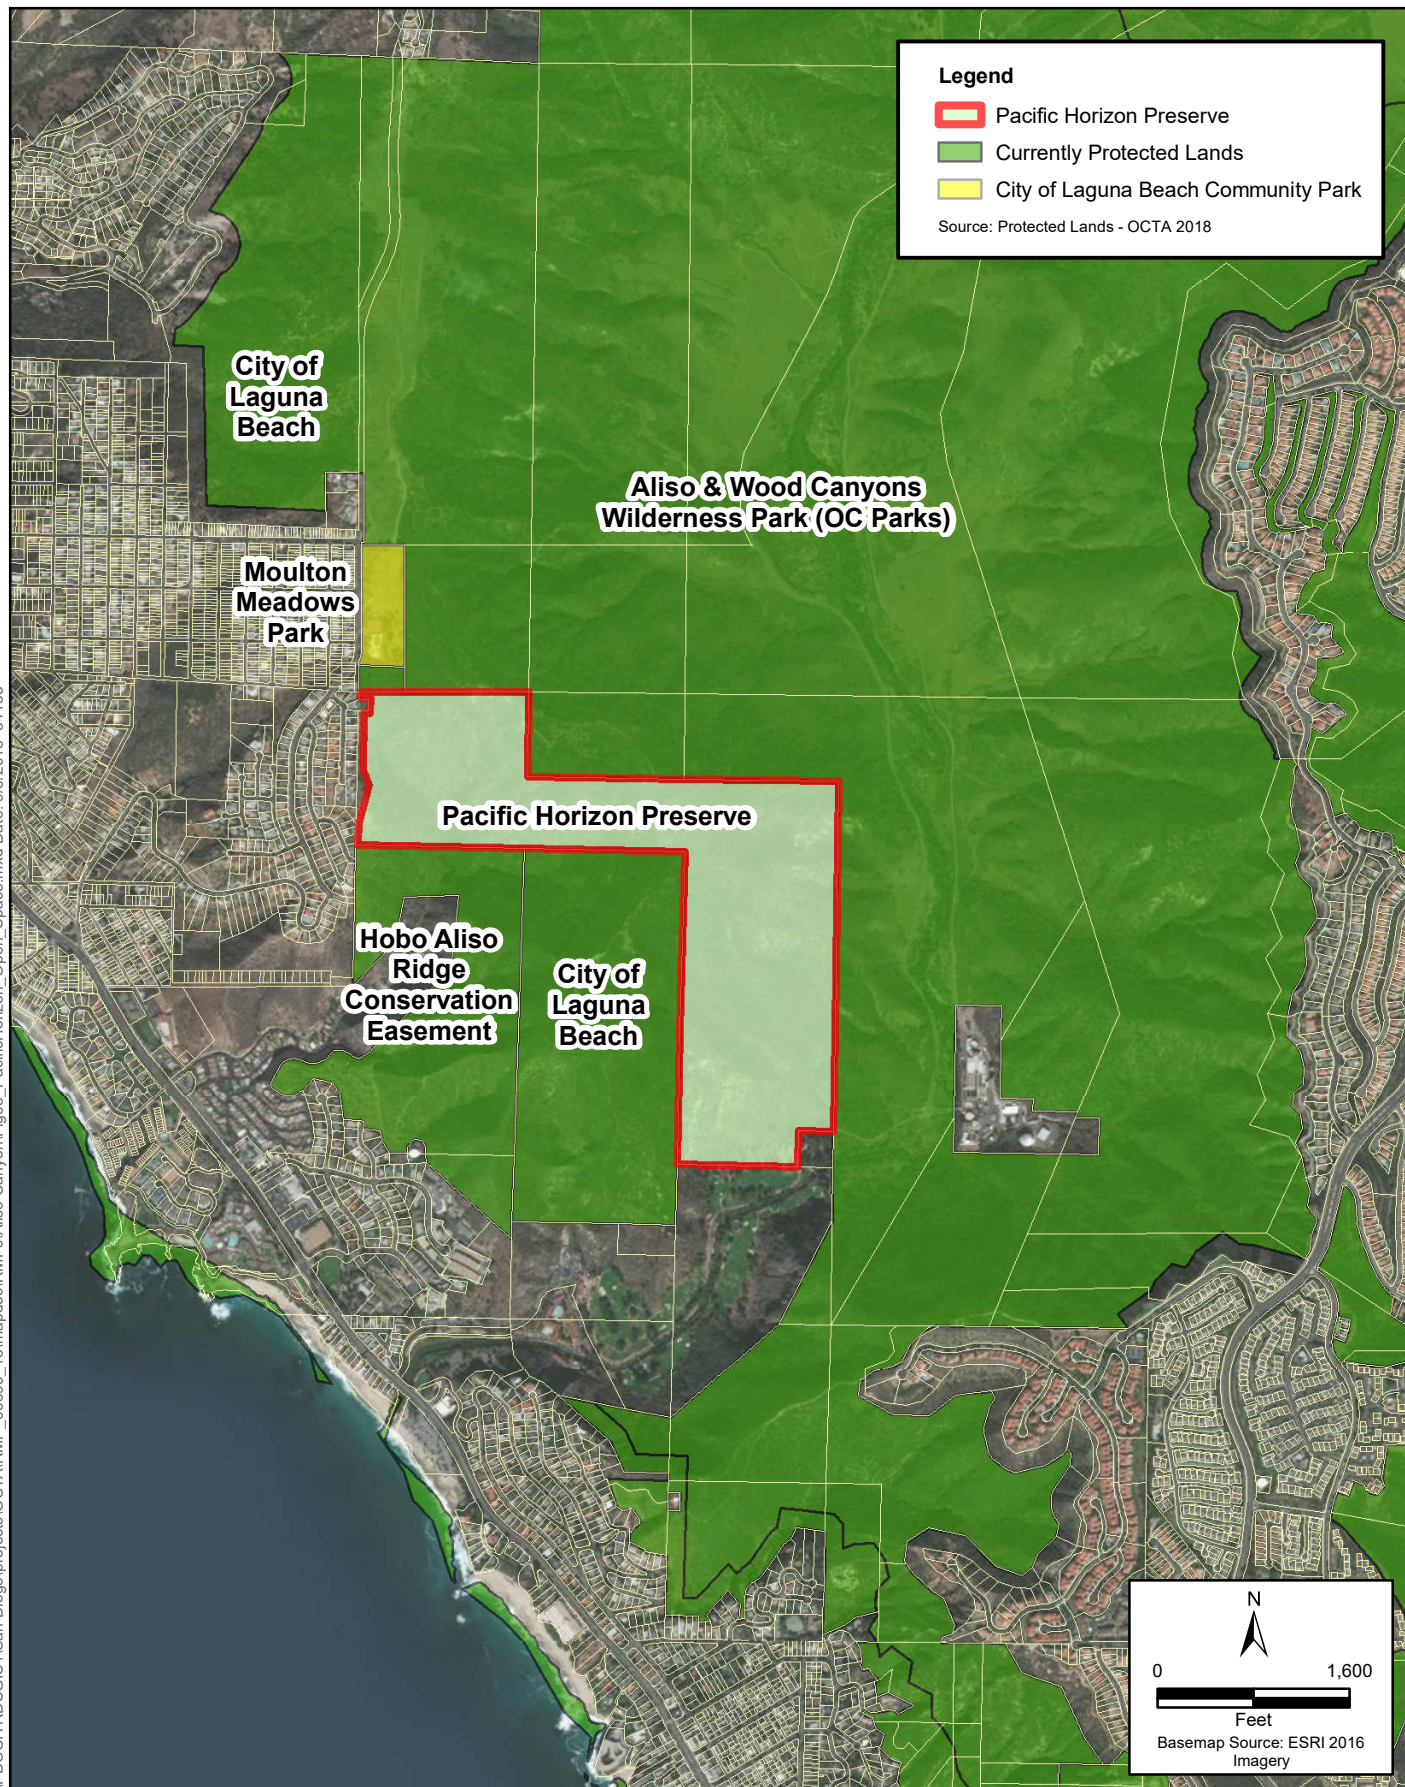 Legend
Pacific Horizon Preserve
Currently Protected Lands
City of Laguna Beach Community Park
Source: Protected Lands - OCTA 2018
City of
Laguna
Beach
Aliso & Wood Canyons
Wilderness Park (OC Parks)
Moulton
Meadows
Park
Pacific Horizon Preserve
Hobo Aliso
Ridge
Conservation
Easement
City of
Laguna
Beach
N
0 1,600
Feet
Basemap Source: ESRI 2016
Imagery